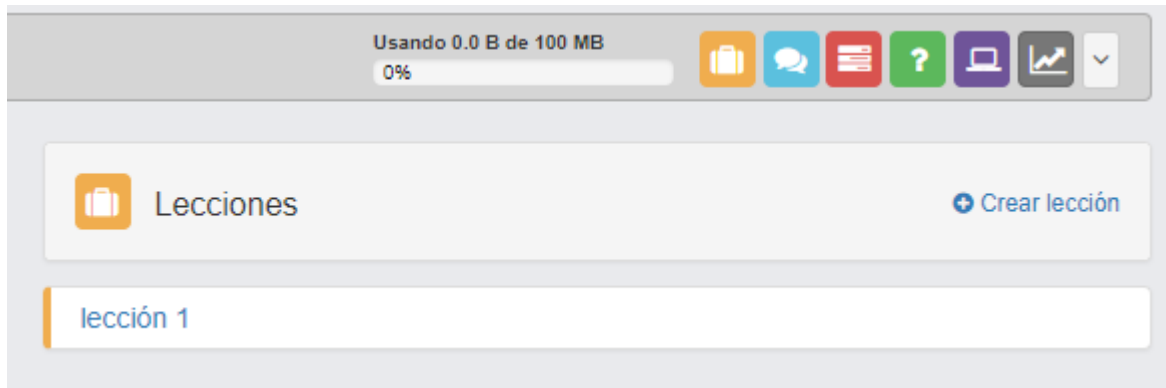 Usando 0.0 B de 100 MB
0%
?
Lecciones
Crear lección
lección 1